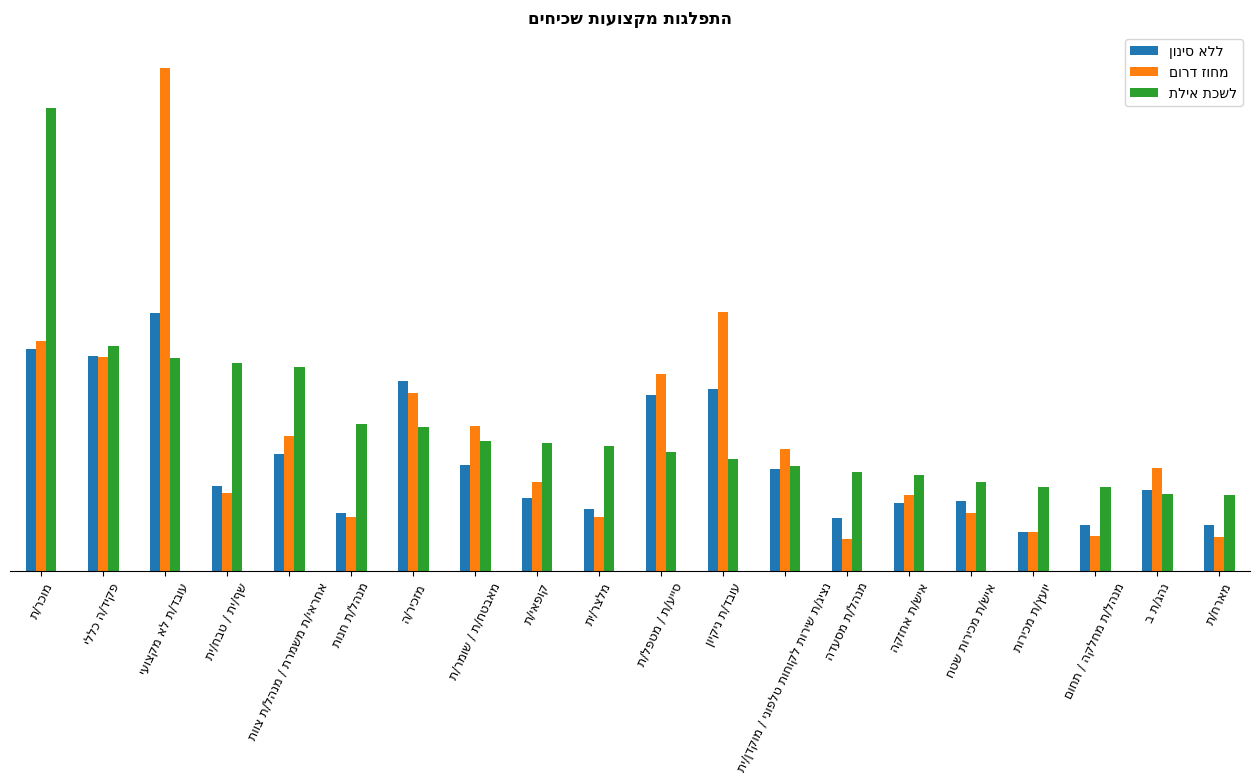 התפלגות מקצועות שכיחים
ללא סינון
מחוז דרום
לשכת אילת
מוכר/ת
פקיד/ה כללי
עובד/ת לא מקצועי
שף/ית / טבח/ית
אחראי/ת משמרת / מנהל/ת צוות
מנהל/ת חנות
מזכיר/ה
מאבטח/ת / שומר/ת
קופאי/ת
מלצר/ית
סייע/ת / מטפל/ת
עובד/ת ניקיון
נציג/ת שירות לקוחות טלפוני / מוקדן/ית
מנהל/ת מסעדה
איש/ת אחזקה
איש/ת מכירות שטח
יועץ/ת מכירות
מנהל/ת מחלקה / תחום
נהג/ת ב
מארח/ת